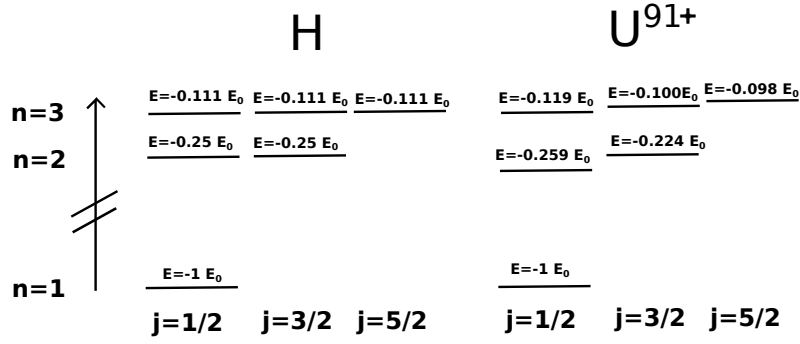 H U⁹¹⁺
n=3 E=-0.111 E₀ E=-0.111 E₀ E=-0.111 E₀ E=-0.119 E₀ E=-0.100E₀ E=-0.098 E₀
n=2 E=-0.25 E₀ E=-0.25 E₀ E=-0.259 E₀ E=-0.224 E₀
n=1 E=-1 E₀ E=-1 E₀
j=1/2 j=3/2 j=5/2 j=1/2 j=3/2 j=5/2